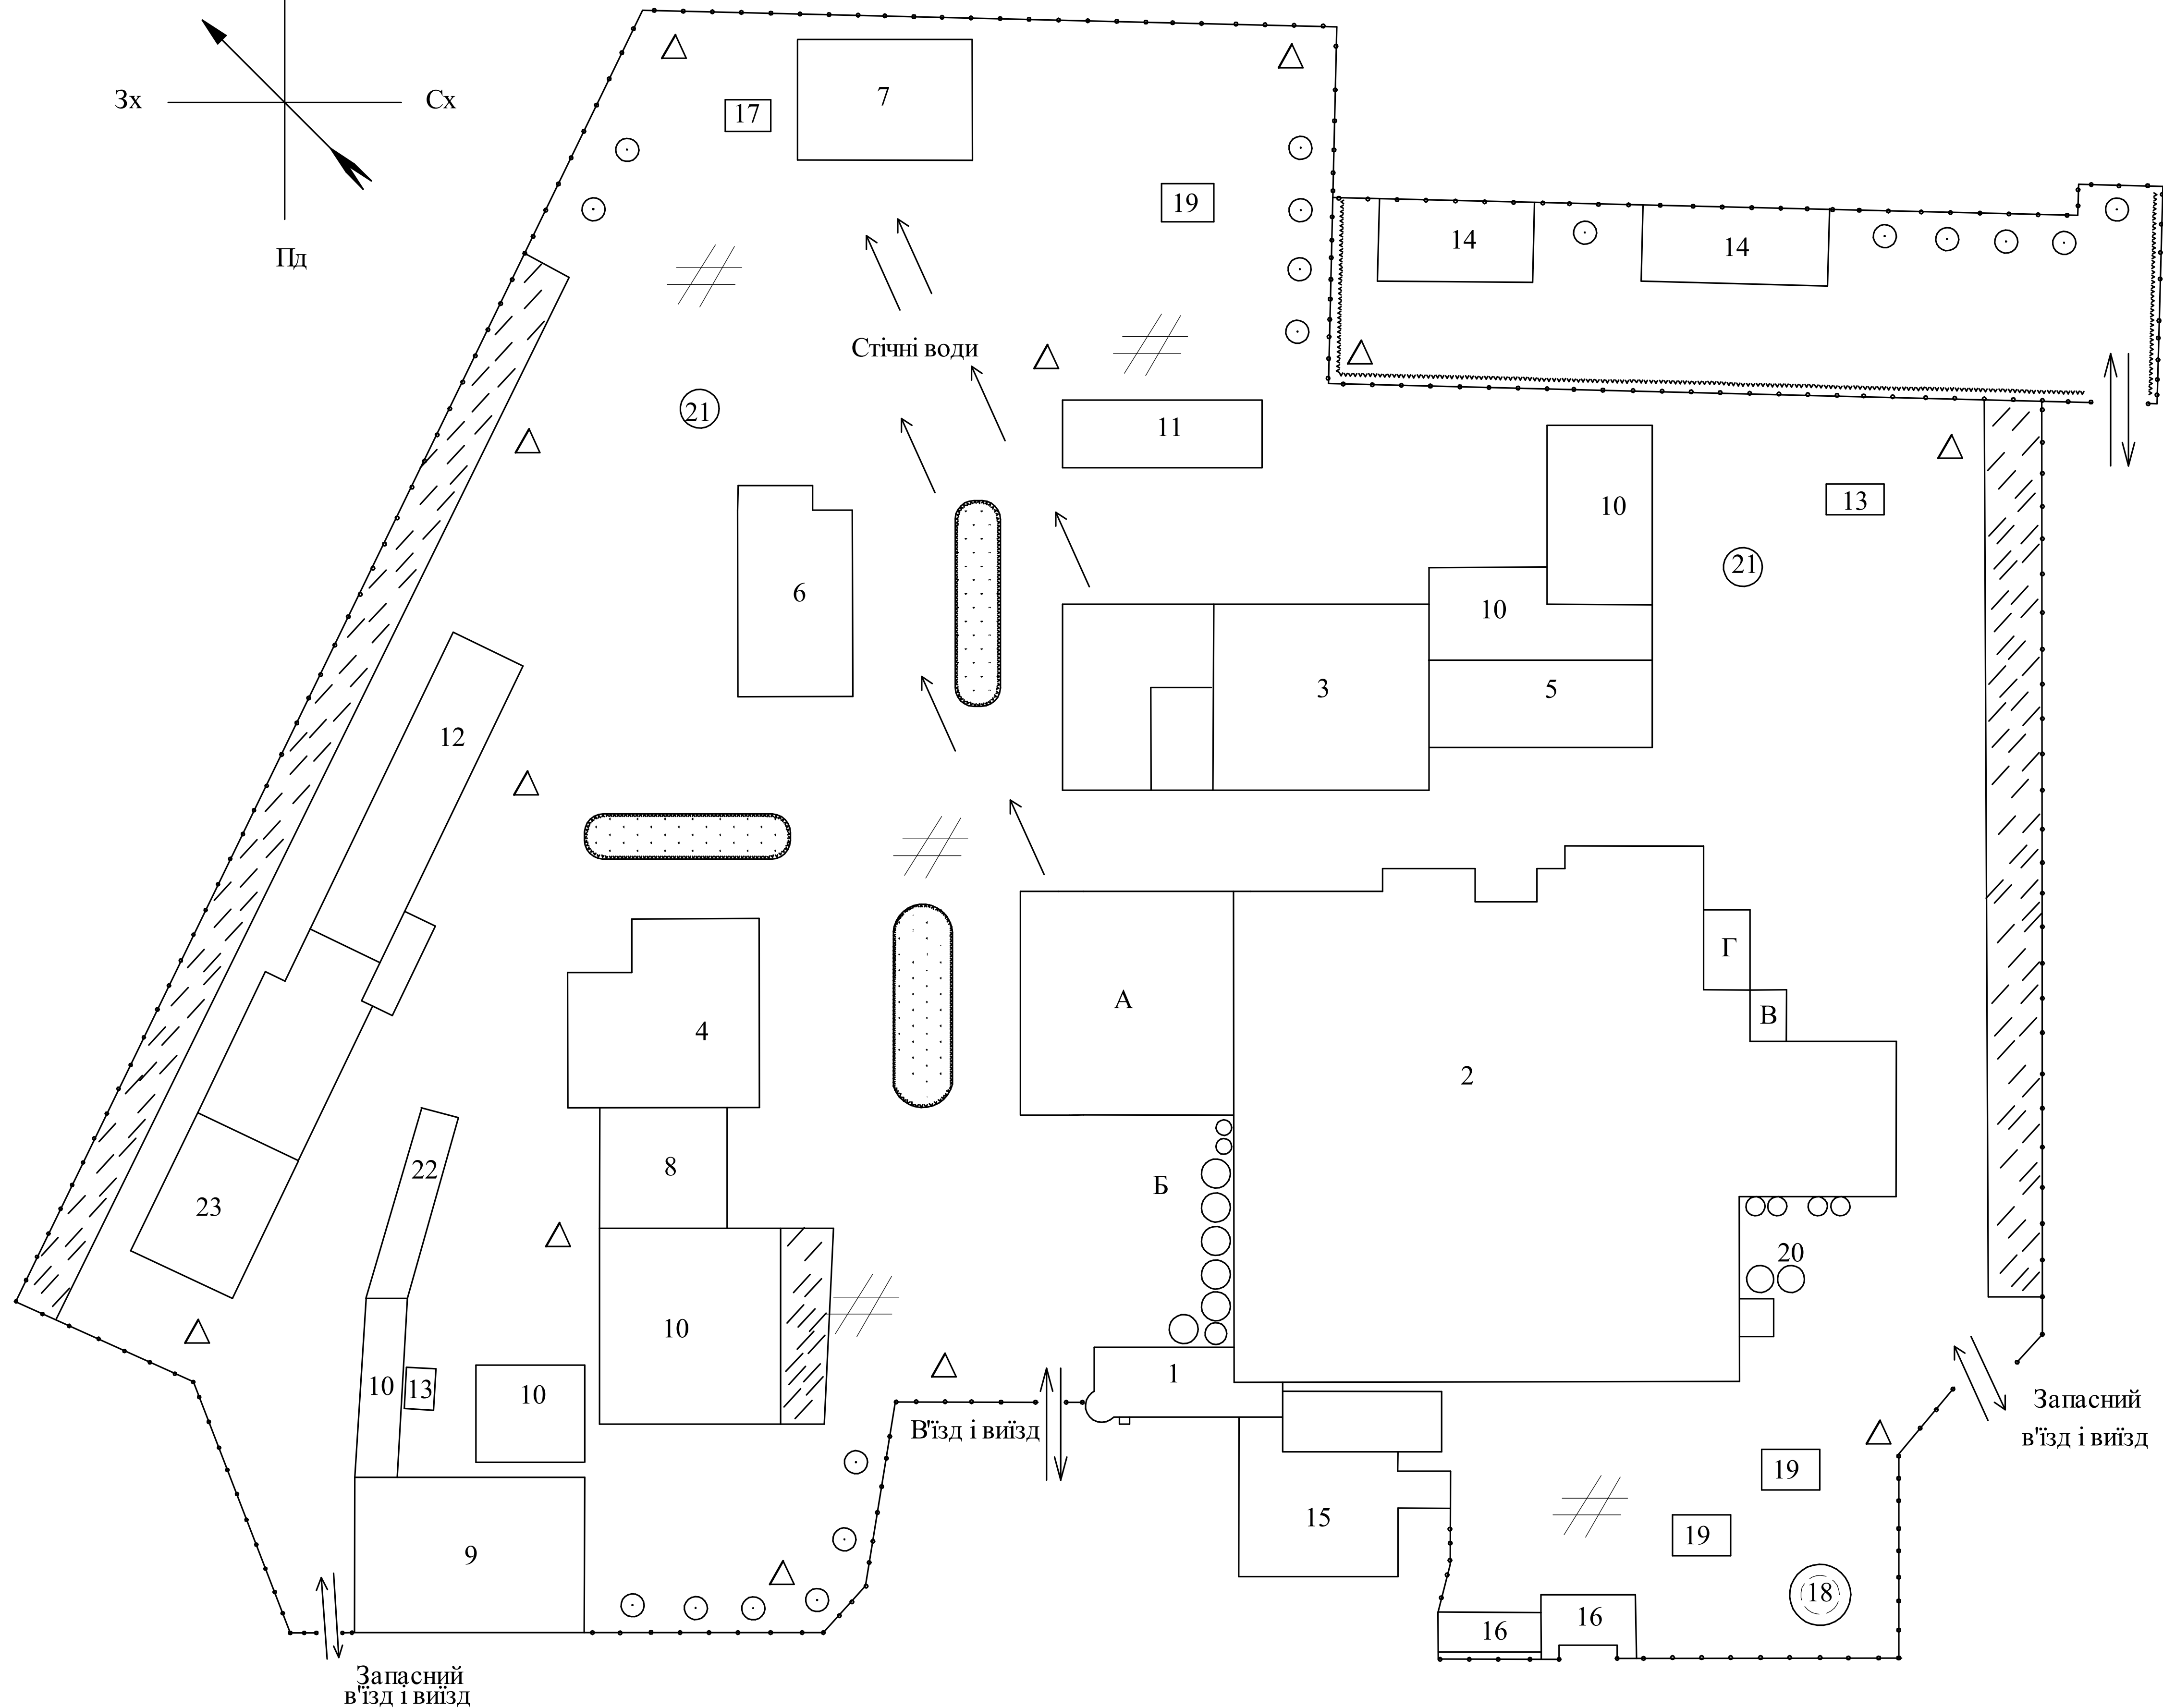 Зх
Сх
Пд
7
17
19
14
14
Стічні води
21
11
10
13
6
21
10
3
5
12
А
Г
В
4
2
22
8
Б
23
20
10
1
10
13
10
В'їзд і виїзд
Запасний
в'їзд і виїзд
19
15
19
9
18
16
16
Запасний
в'їзд і виїзд